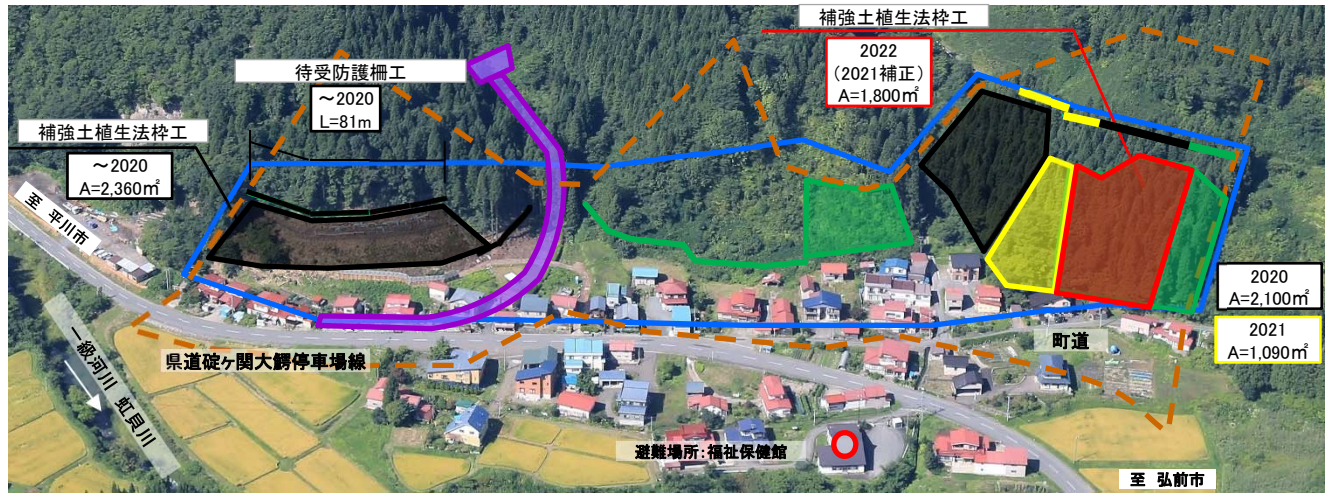 補強土植生法枠工
2022
（2021補正）
A=1,800㎡
待受防護柵工
～2020
L=81m
補強土植生法枠工
～2020
A=2,360㎡
至 平川市
一級河川 虹貝川
県道碇ヶ関大鰐停車場線
町道
2020
A=2,100㎡
2021
A=1,090㎡
避難場所：福祉保健館
至 弘前市